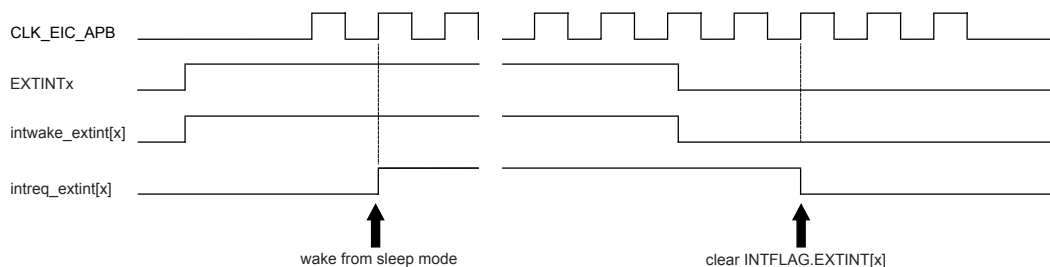 CLK_EIC_APB
EXTINTx
intwake_extint[x]
intreq_extint[x]
wake from sleep mode
clear INTFLAG.EXTINT[x]